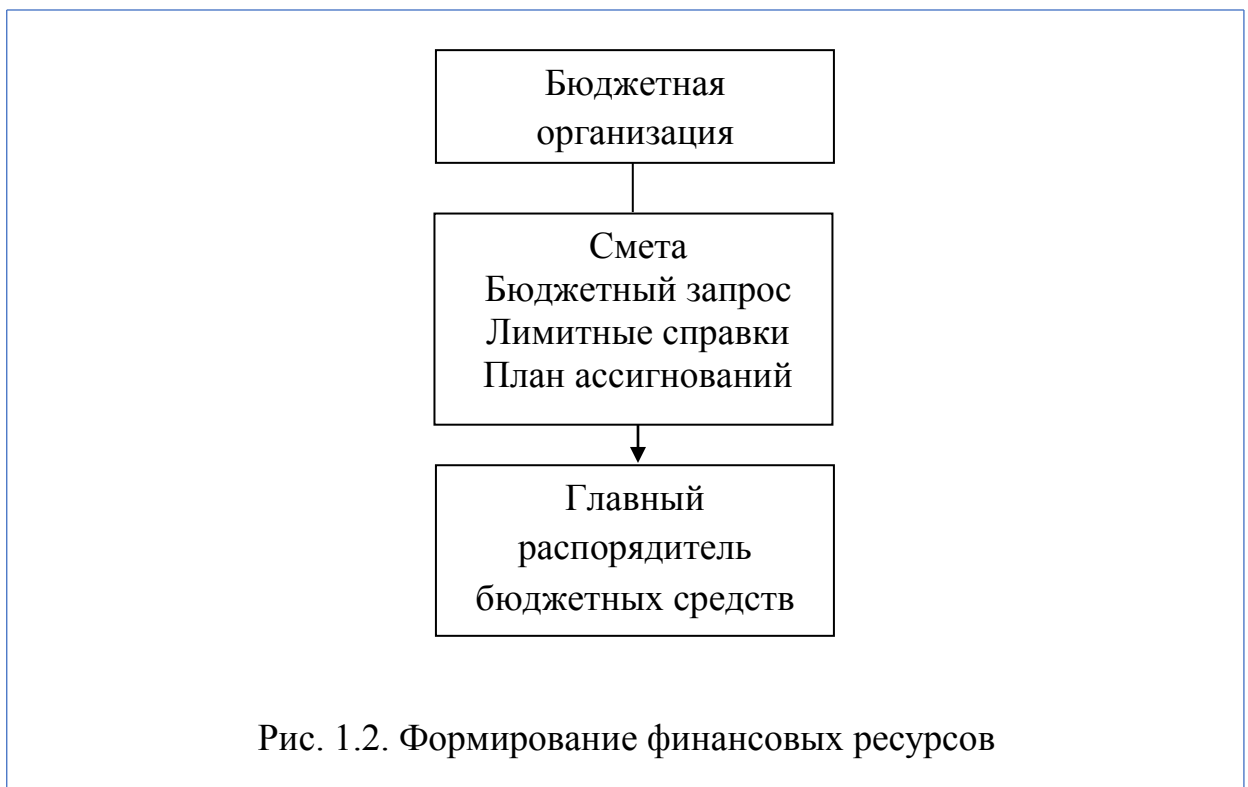 Бюджетная
организация
Смета
Бюджетный запрос
Лимитные справки
План ассигнований
Главный
распорядитель
бюджетных средств
Рис. 1.2. Формирование финансовых ресурсов